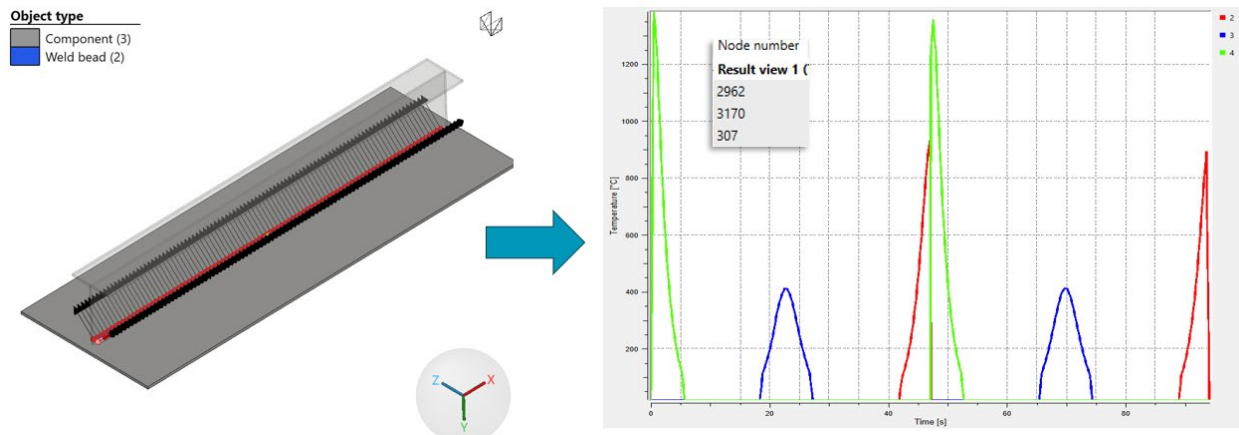 Object type
Component (3)
Weld bead (2)
Z
X
Y
Temperature [°C]
1200
1000
800
600
400
200
0
20
40
60
80
Time [s]
Node number
Result view 1 (
2962
3170
307
2
3
4